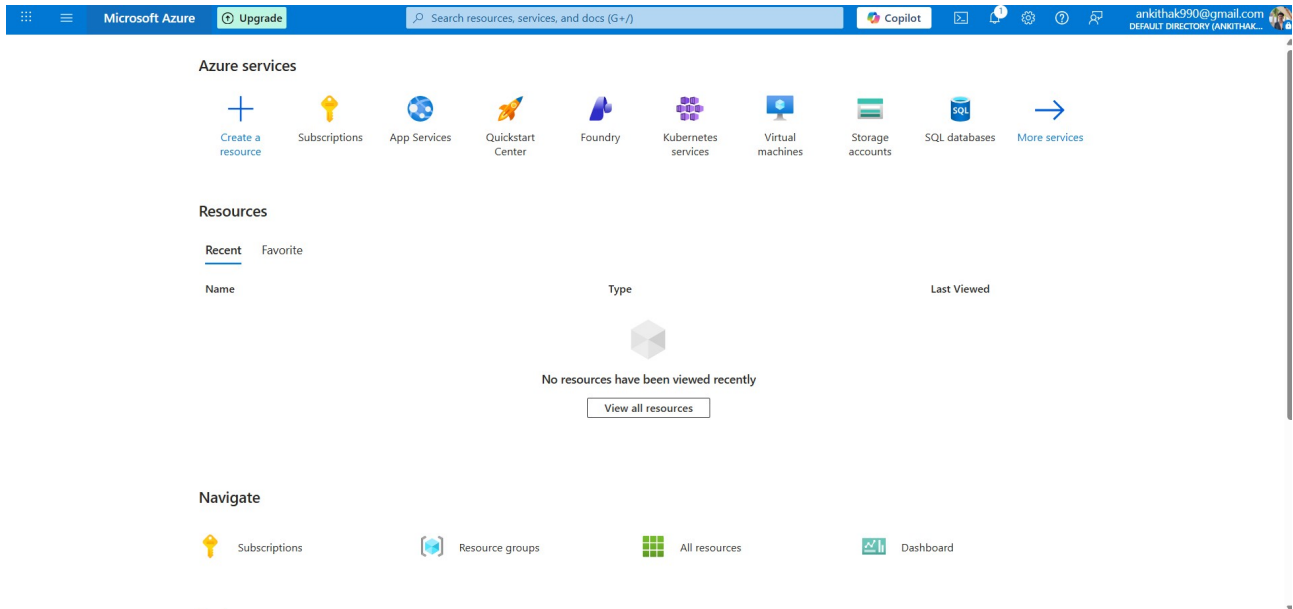 Microsoft Azure
Upgrade
Search resources, services, and docs (G+/)
Copilot
1
ankithak990@gmail.com
DEFAULT DIRECTORY (ANKITHAK...
Azure services
Create a
resource
Subscriptions
App Services
Quickstart
Center
Foundry
Kubernetes
services
Virtual
machines
Storage
accounts
SQL
SQL databases
More services
Resources
Recent Favorite
Name Type Last Viewed
No resources have been viewed recently
View all resources
Navigate
Subscriptions Resource groups All resources Dashboard